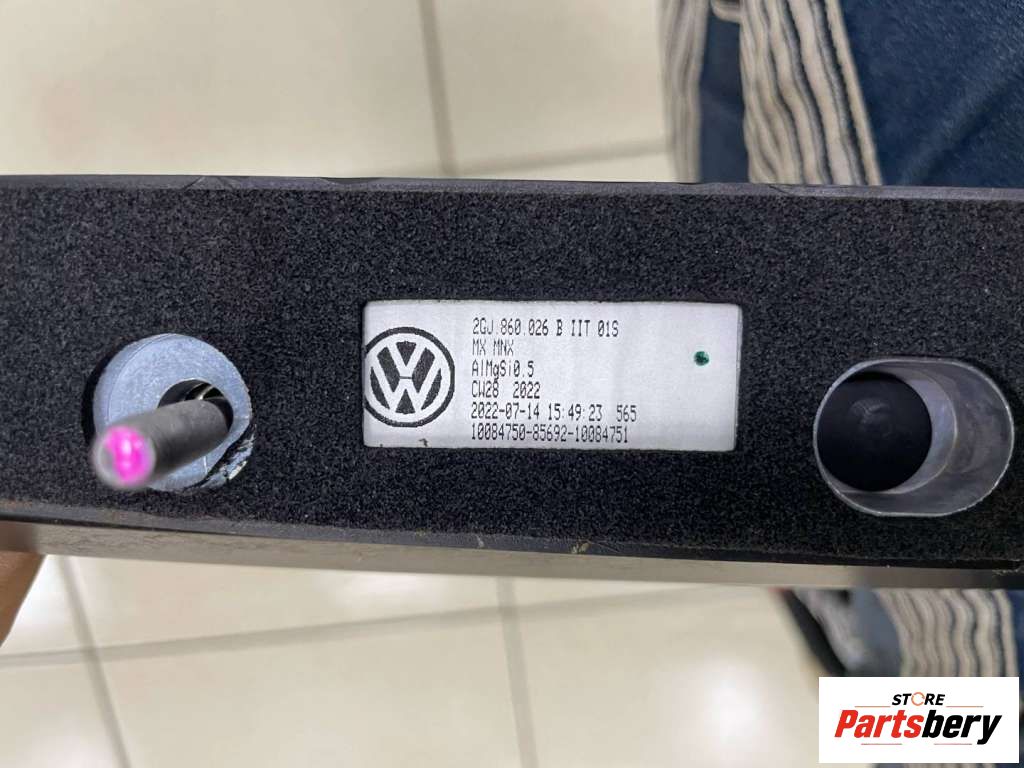 2GJ.860.026 B IIT 01S
MX MNX
AlMgSi0.5
CW28 2022
2022-07-14 15:49:23 565
10084750-85692-10084751
STORE
Partsbery